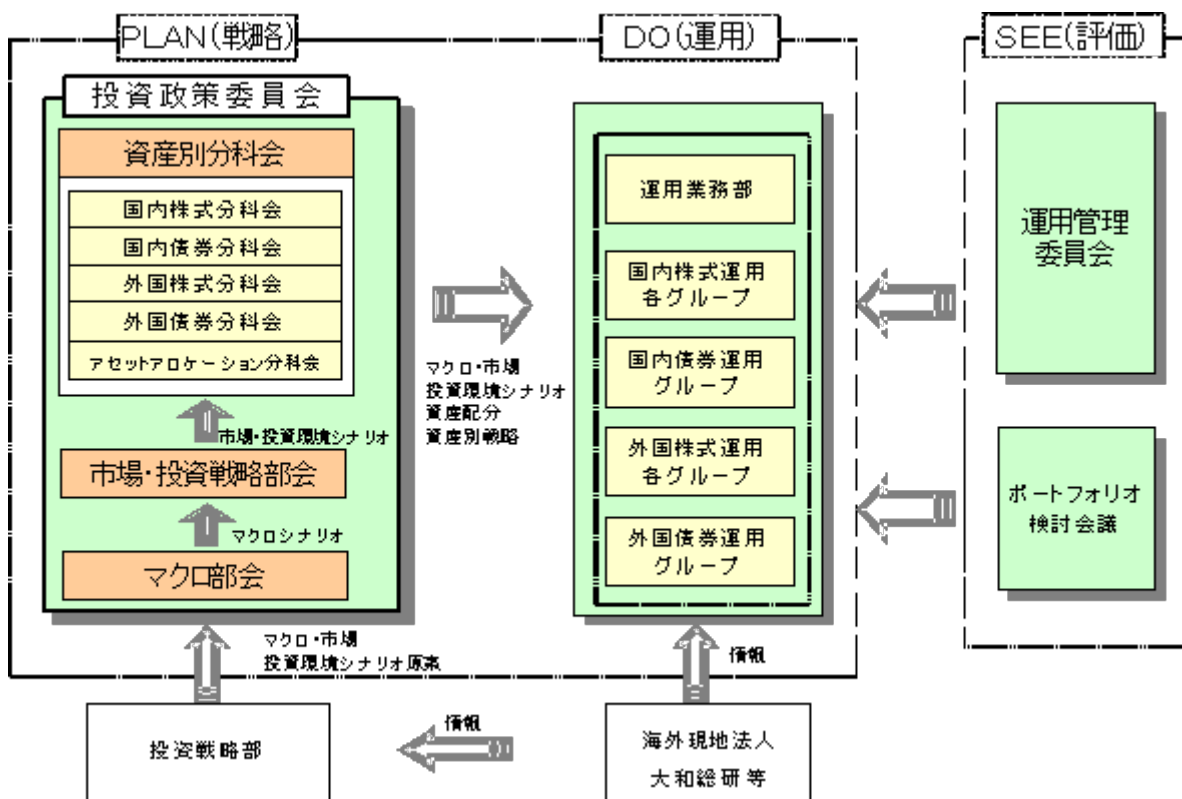 PLAN(戦略)
投資政策委員会
資産別分科会
国内株式分科会
国内債券分科会
外国株式分科会
外国債券分科会
アセットアロケーション分科会
市場・投資環境シナリオ
市場・投資戦略部会
マクロシナリオ
マクロ部会
マクロ・市場
投資環境シナリオ原案
投資戦略部
マクロ・市場
投資環境シナリオ
資産配分
資産別戦略
DO(運用)
運用業務部
国内株式運用
各グループ
国内債券運用
グループ
外国株式運用
各グループ
外国債券運用
グループ
情報
情報
海外現地法人
大和総研等
SEE(評価)
運用管理
委員会
ポートフォリオ
検討会議